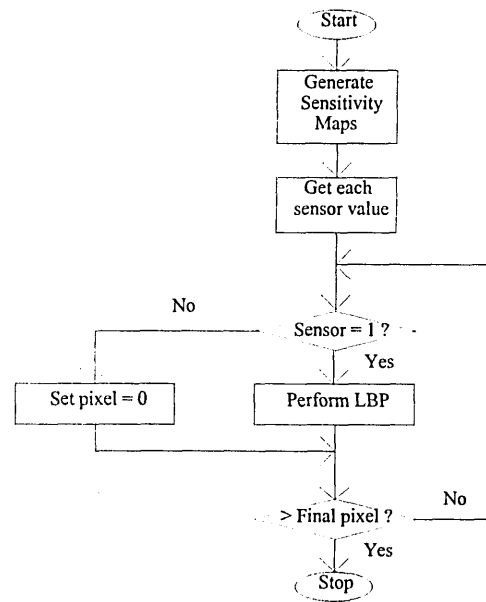 Start
Generate
Sensitivity
Maps
Get each
sensor value
No
Sensor = 1 ?
Yes
Set pixel = 0
Perform LBP
> Final pixel ?
No
Yes
Stop